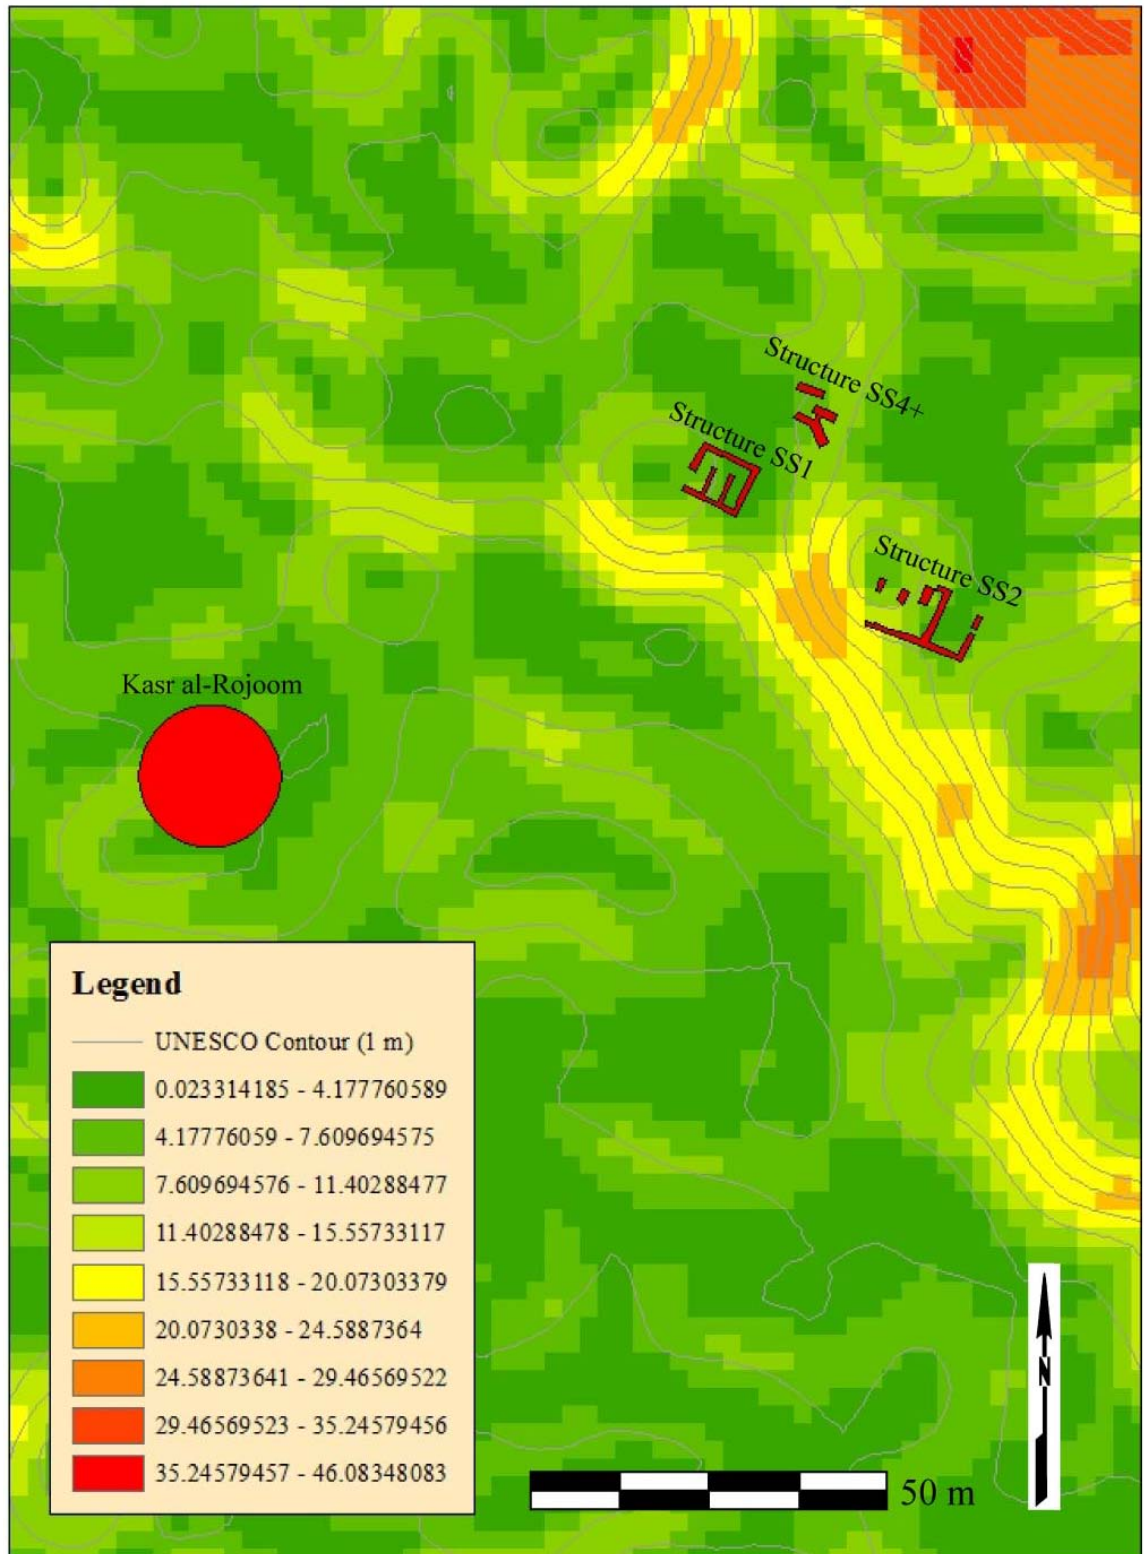 Structure SS4+
Structure SS1
Structure SS2
Kasr al-Rojoom
Legend
UNESCO Contour (1 m)
0.023314185 - 4.177760589
4.17776059 - 7.609694575
7.609694576 - 11.40288477
11.40288478 - 15.55733117
15.55733118 - 20.07303379
20.0730338 - 24.5887364
24.58873641 - 29.46569522
29.46569523 - 35.24579456
35.24579457 - 46.08348083
N
50 m